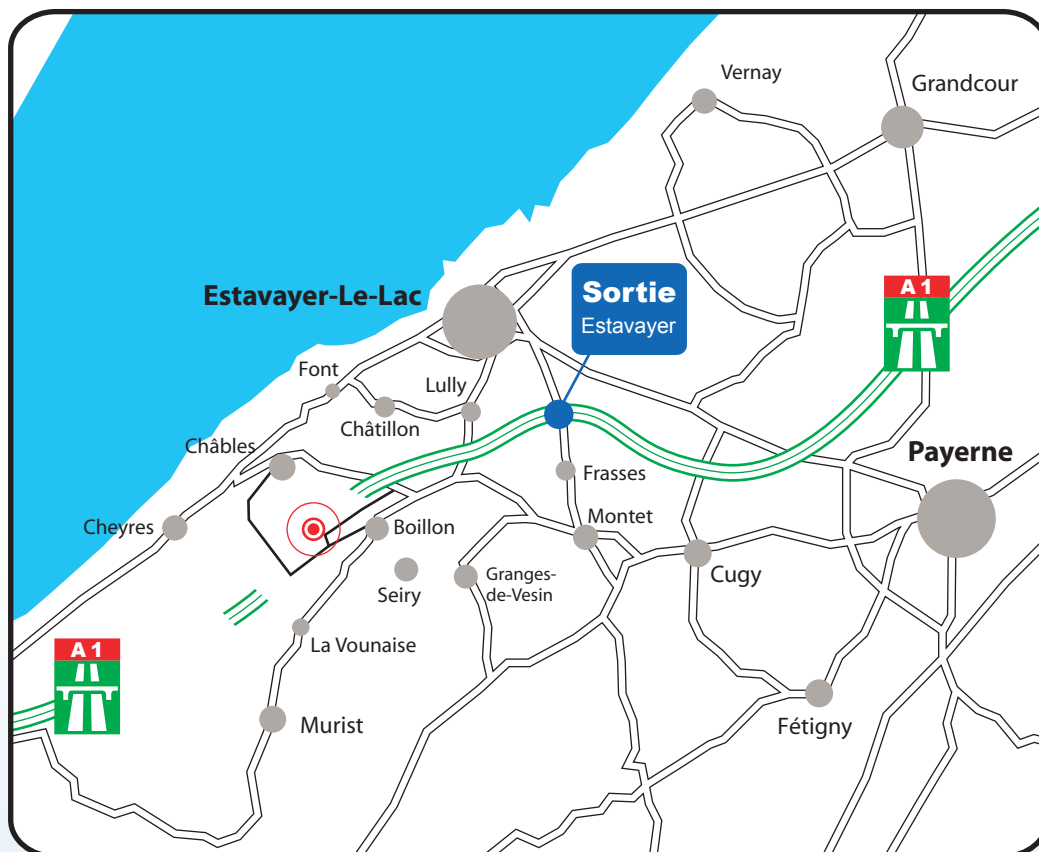 Vernay
Grandcour
Sortie
Estavayer
A 1
Estavayer-Le-Lac
Font
Lully
Châtillon
Châbles
Payerne
Frasses
Cheyres
Boillon
Montet
Seiry
Granges-
de-Vesin
Cugy
La Vounaise
A 1
Murist
Fétigny